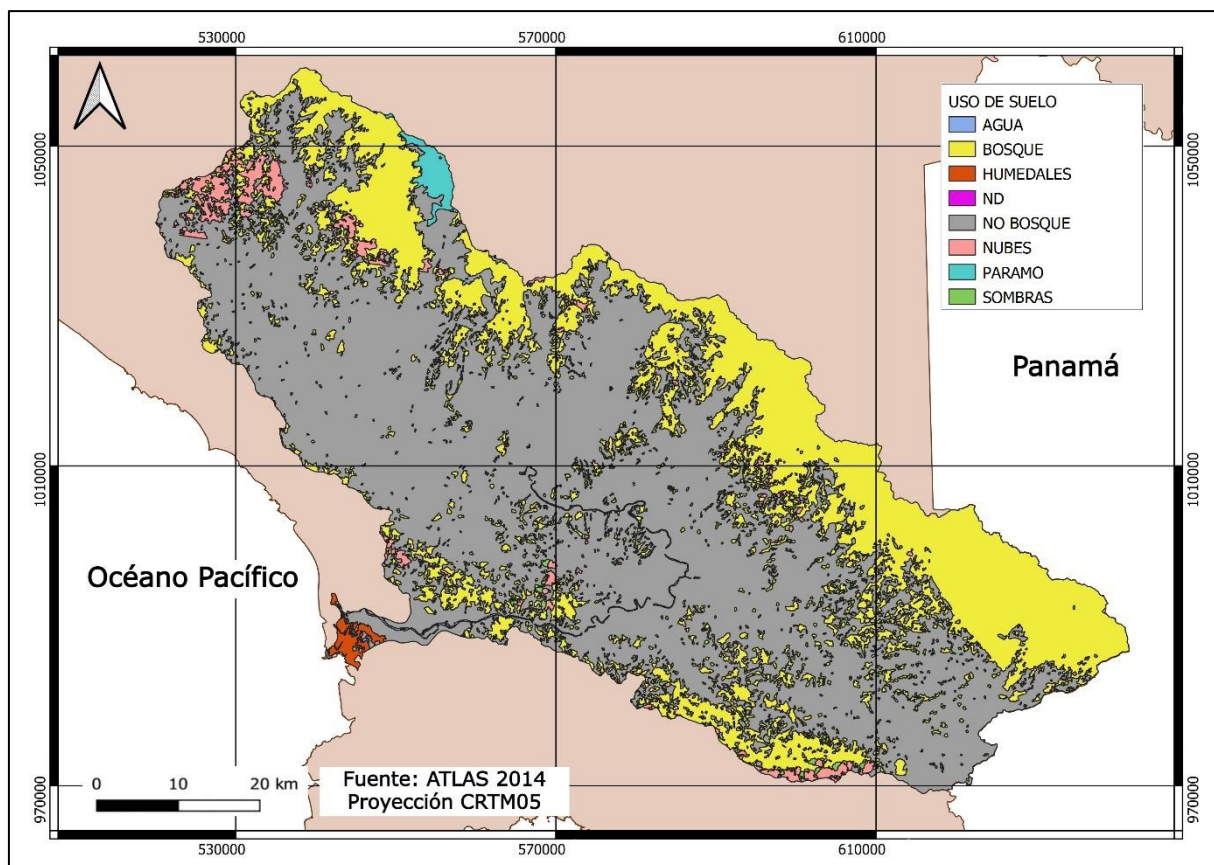 530000
570000
610000
USO DE SUELO
AGUA
BOSQUE
HUMEDALES
ND
NO BOSQUE
NUBES
PARAMO
SOMBRAS
1050000
1050000
Panamá
1010000
1010000
Océano Pacífico
0
10
20 km
Fuente: ATLAS 2014
Proyección CRTM05
970000
970000
530000
570000
610000